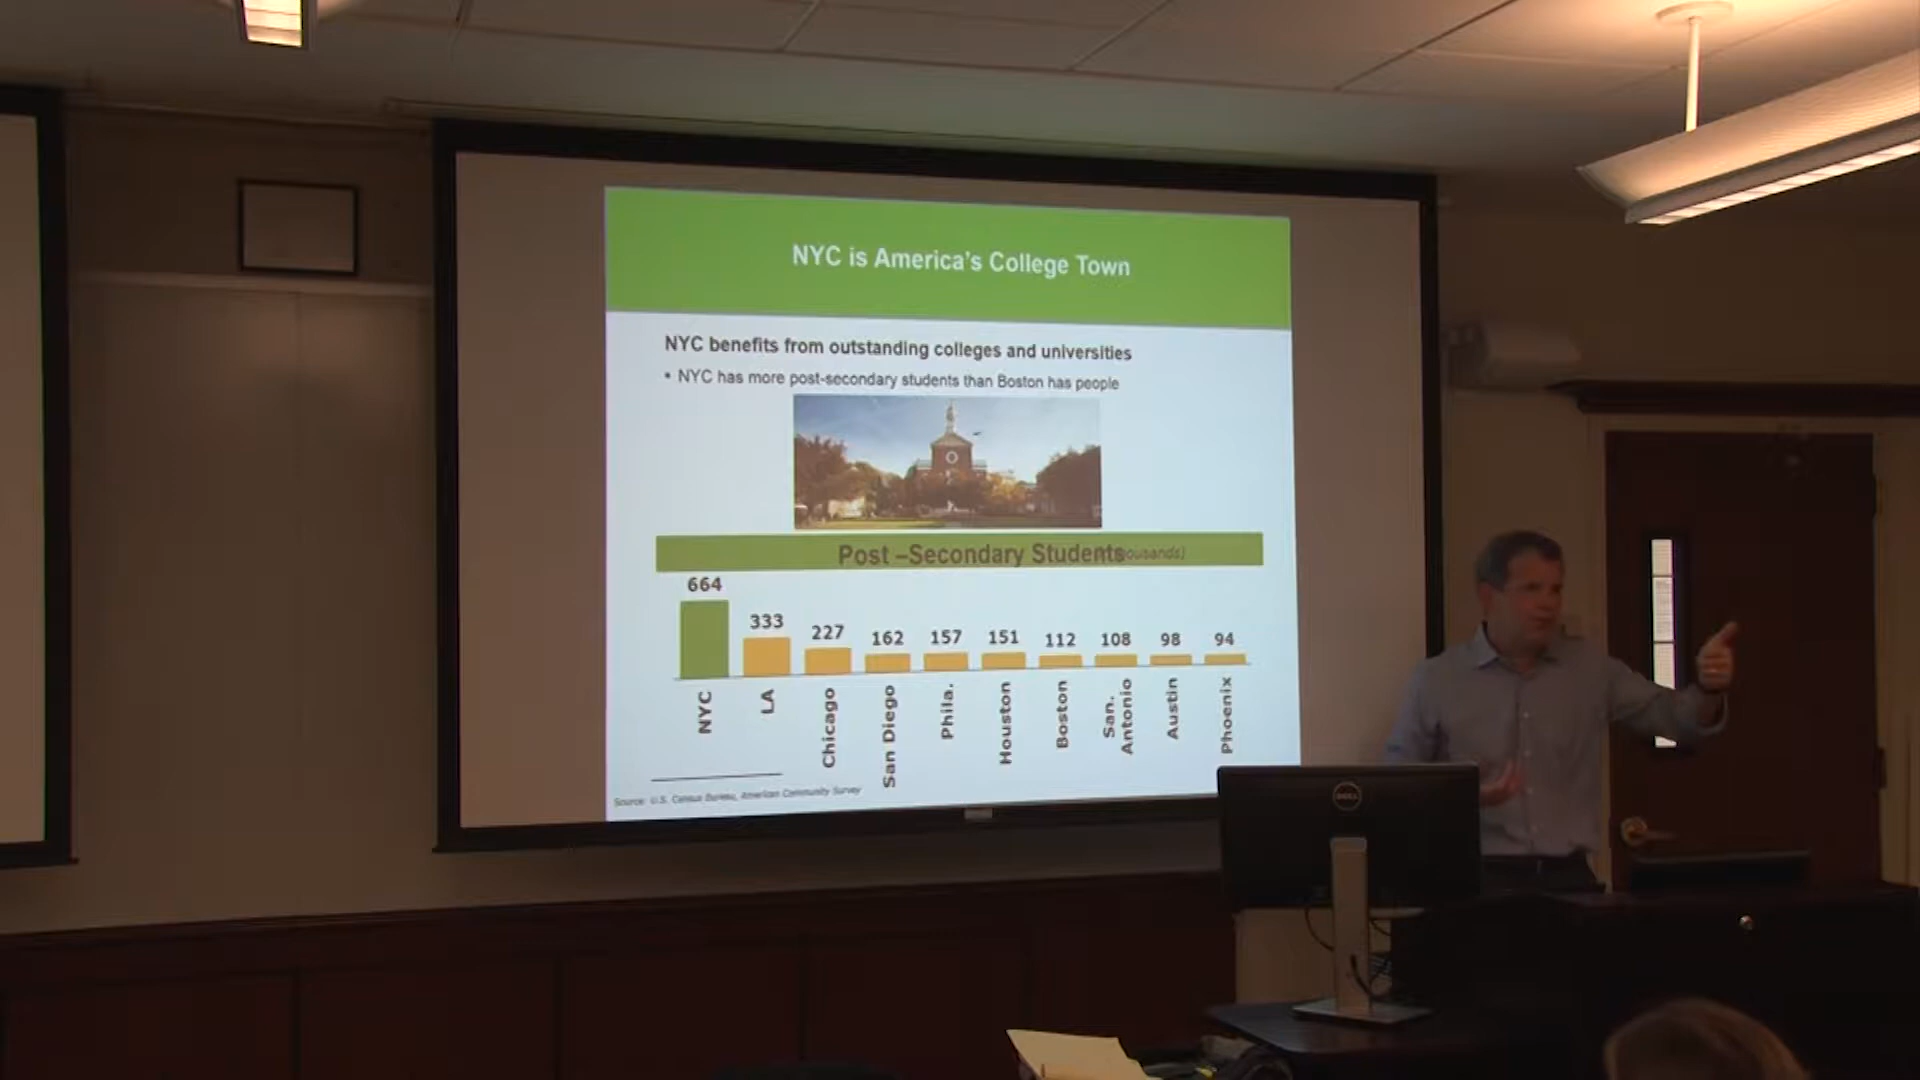 NYC is America's College Town
NYC benefits from outstanding colleges and universities
• NYC has more post-secondary students than Boston has people
Post –Secondary Students
664
333
227
162
157
151
112
108
98
94
NYC
LA
Chicago
San Diego
Phila.
Houston
Boston
San.
Antonio
Austin
Phoenix
Source: U.S. Census Bureau, American Community Survey
DELL